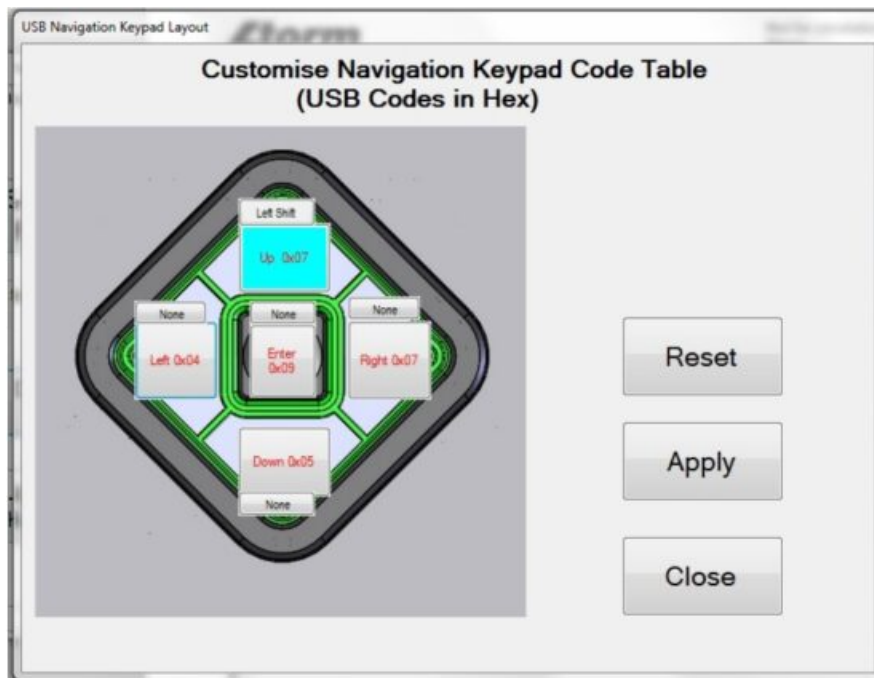 USB Navigation Keypad Layout
Storm
Customise Navigation Keypad Code Table
(USB Codes in Hex)
Left Shift
Up 0x07
None
None
None
Left 0x04
Enter
0x09
Right 0x07
Down 0x05
None
Reset
Apply
Close